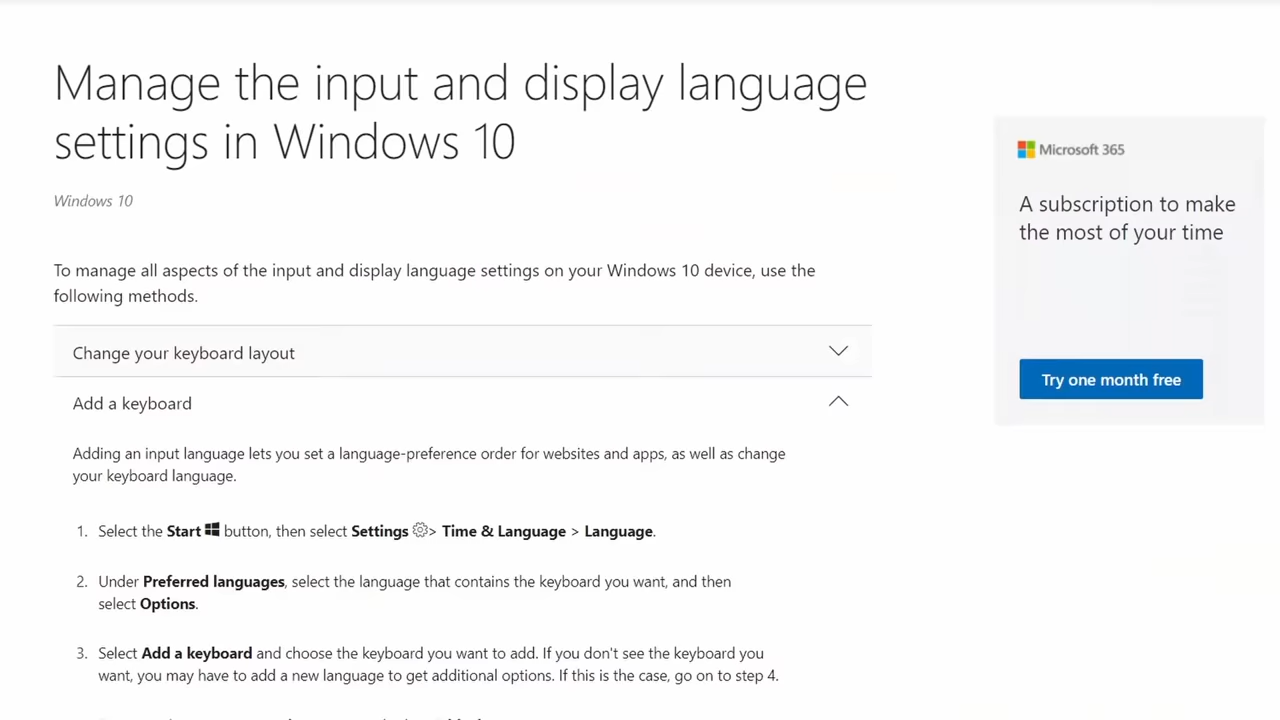 Manage the input and display language
settings in Windows 10
Windows 10
To manage all aspects of the input and display language settings on your Windows 10 device, use the
following methods.
Change your keyboard layout
Add a keyboard
Adding an input language lets you set a language-preference order for websites and apps, as well as change
your keyboard language.
1. Select the Start button, then select Settings > Time & Language > Language.
2. Under Preferred languages, select the language that contains the keyboard you want, and then
select Options.
3. Select Add a keyboard and choose the keyboard you want to add. If you don't see the keyboard you
want, you may have to add a new language to get additional options. If this is the case, go on to step 4.
Microsoft 365
A subscription to make
the most of your time
Try one month free